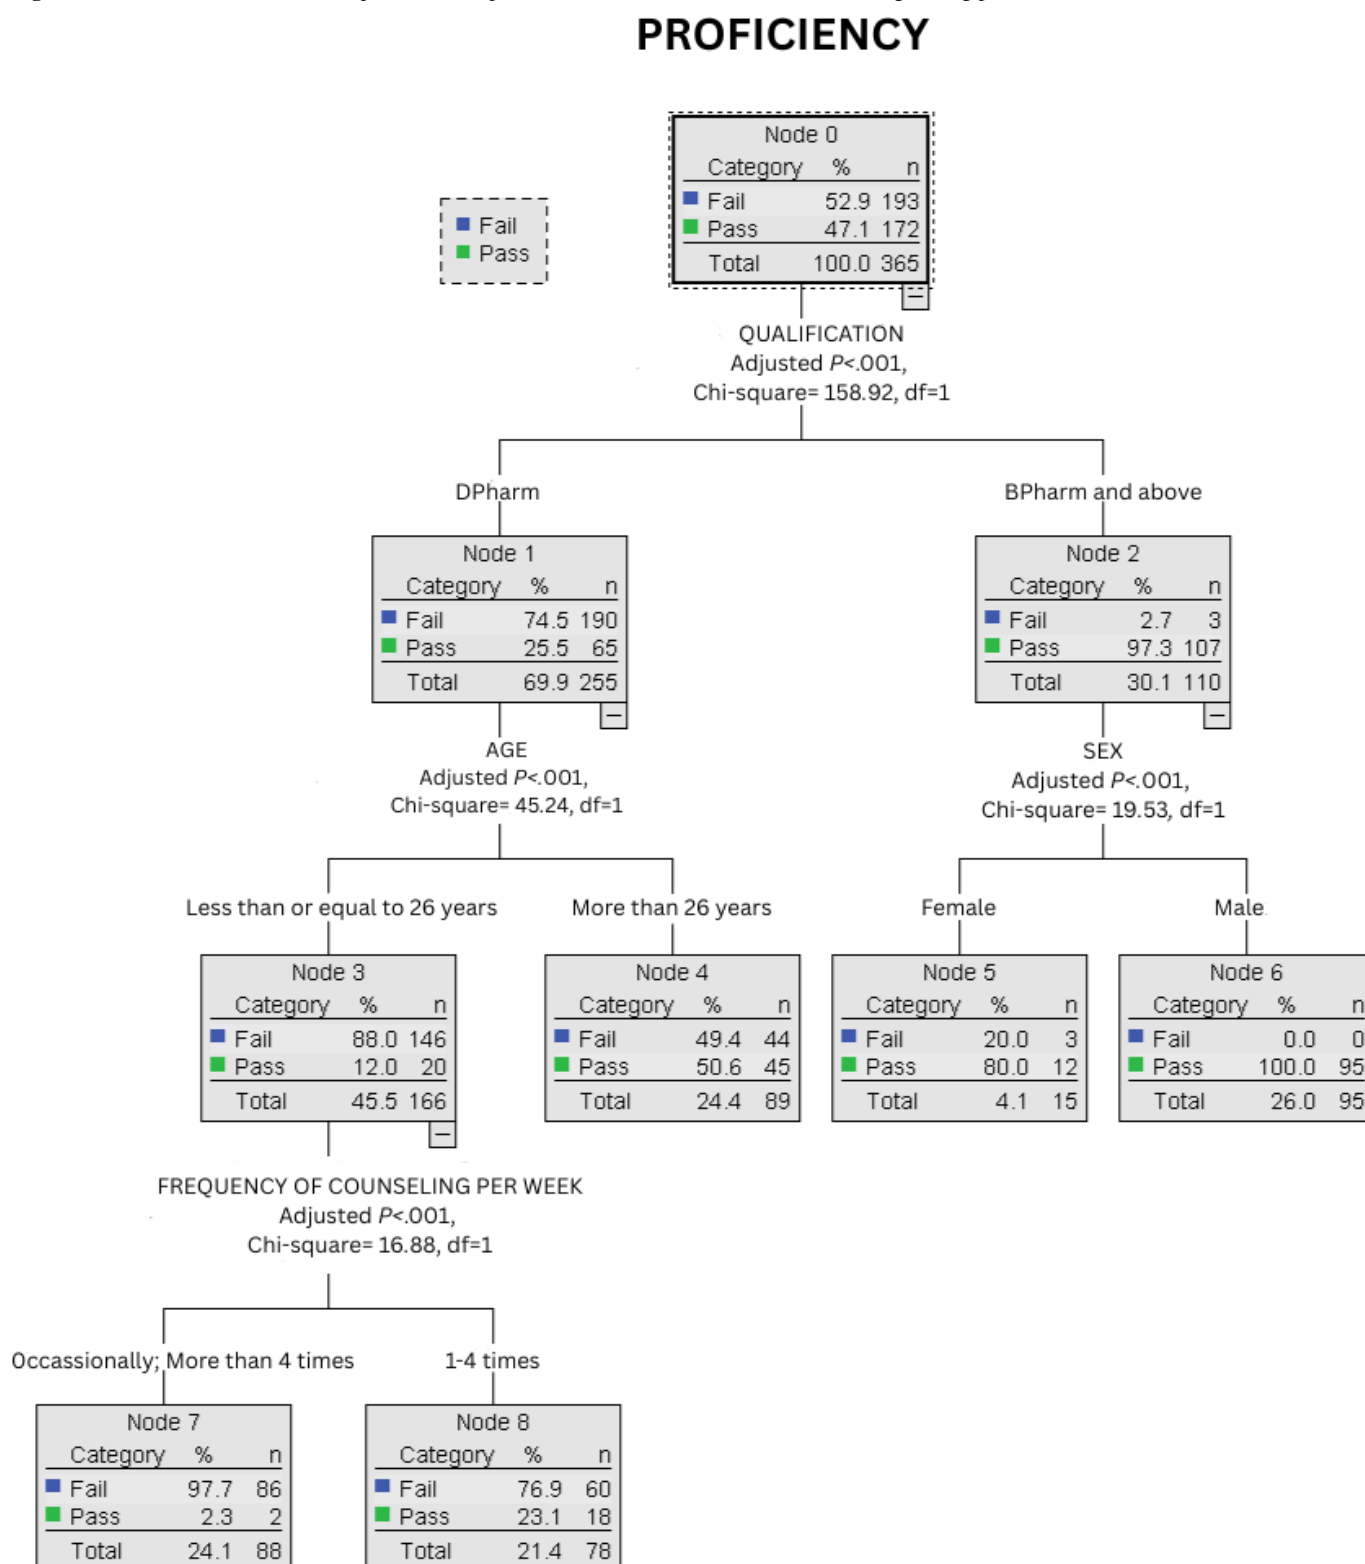 PROFICIENCY
Node 0
Category % n
Fail 52.9 193
Pass 47.1 172
Total 100.0 365
Fail
Pass
QUALIFICATION
Adjusted P<.001,
Chi-square= 158.92, df=1
DPharm
BPharm and above
Node 1
Category % n
Fail 74.5 190
Pass 25.5 65
Total 69.9 255
Node 2
Category % n
Fail 2.7 3
Pass 97.3 107
Total 30.1 110
AGE
Adjusted P<.001,
Chi-square= 45.24, df=1
SEX
Adjusted P<.001,
Chi-square= 19.53, df=1
Less than or equal to 26 years
More than 26 years
Female
Male
Node 3
Category % n
Fail 88.0 146
Pass 12.0 20
Total 45.5 166
Node 4
Category % n
Fail 49.4 44
Pass 50.6 45
Total 24.4 89
Node 5
Category % n
Fail 20.0 3
Pass 80.0 12
Total 4.1 15
Node 6
Category % n
Fail 0.0 0
Pass 100.0 95
Total 26.0 95
FREQUENCY OF COUNSELING PER WEEK
Adjusted P<.001,
Chi-square= 16.88, df=1
Occassionally; More than 4 times
1-4 times
Node 7
Category % n
Fail 97.7 86
Pass 2.3 2
Total 24.1 88
Node 8
Category % n
Fail 76.9 60
Pass 23.1 18
Total 21.4 78